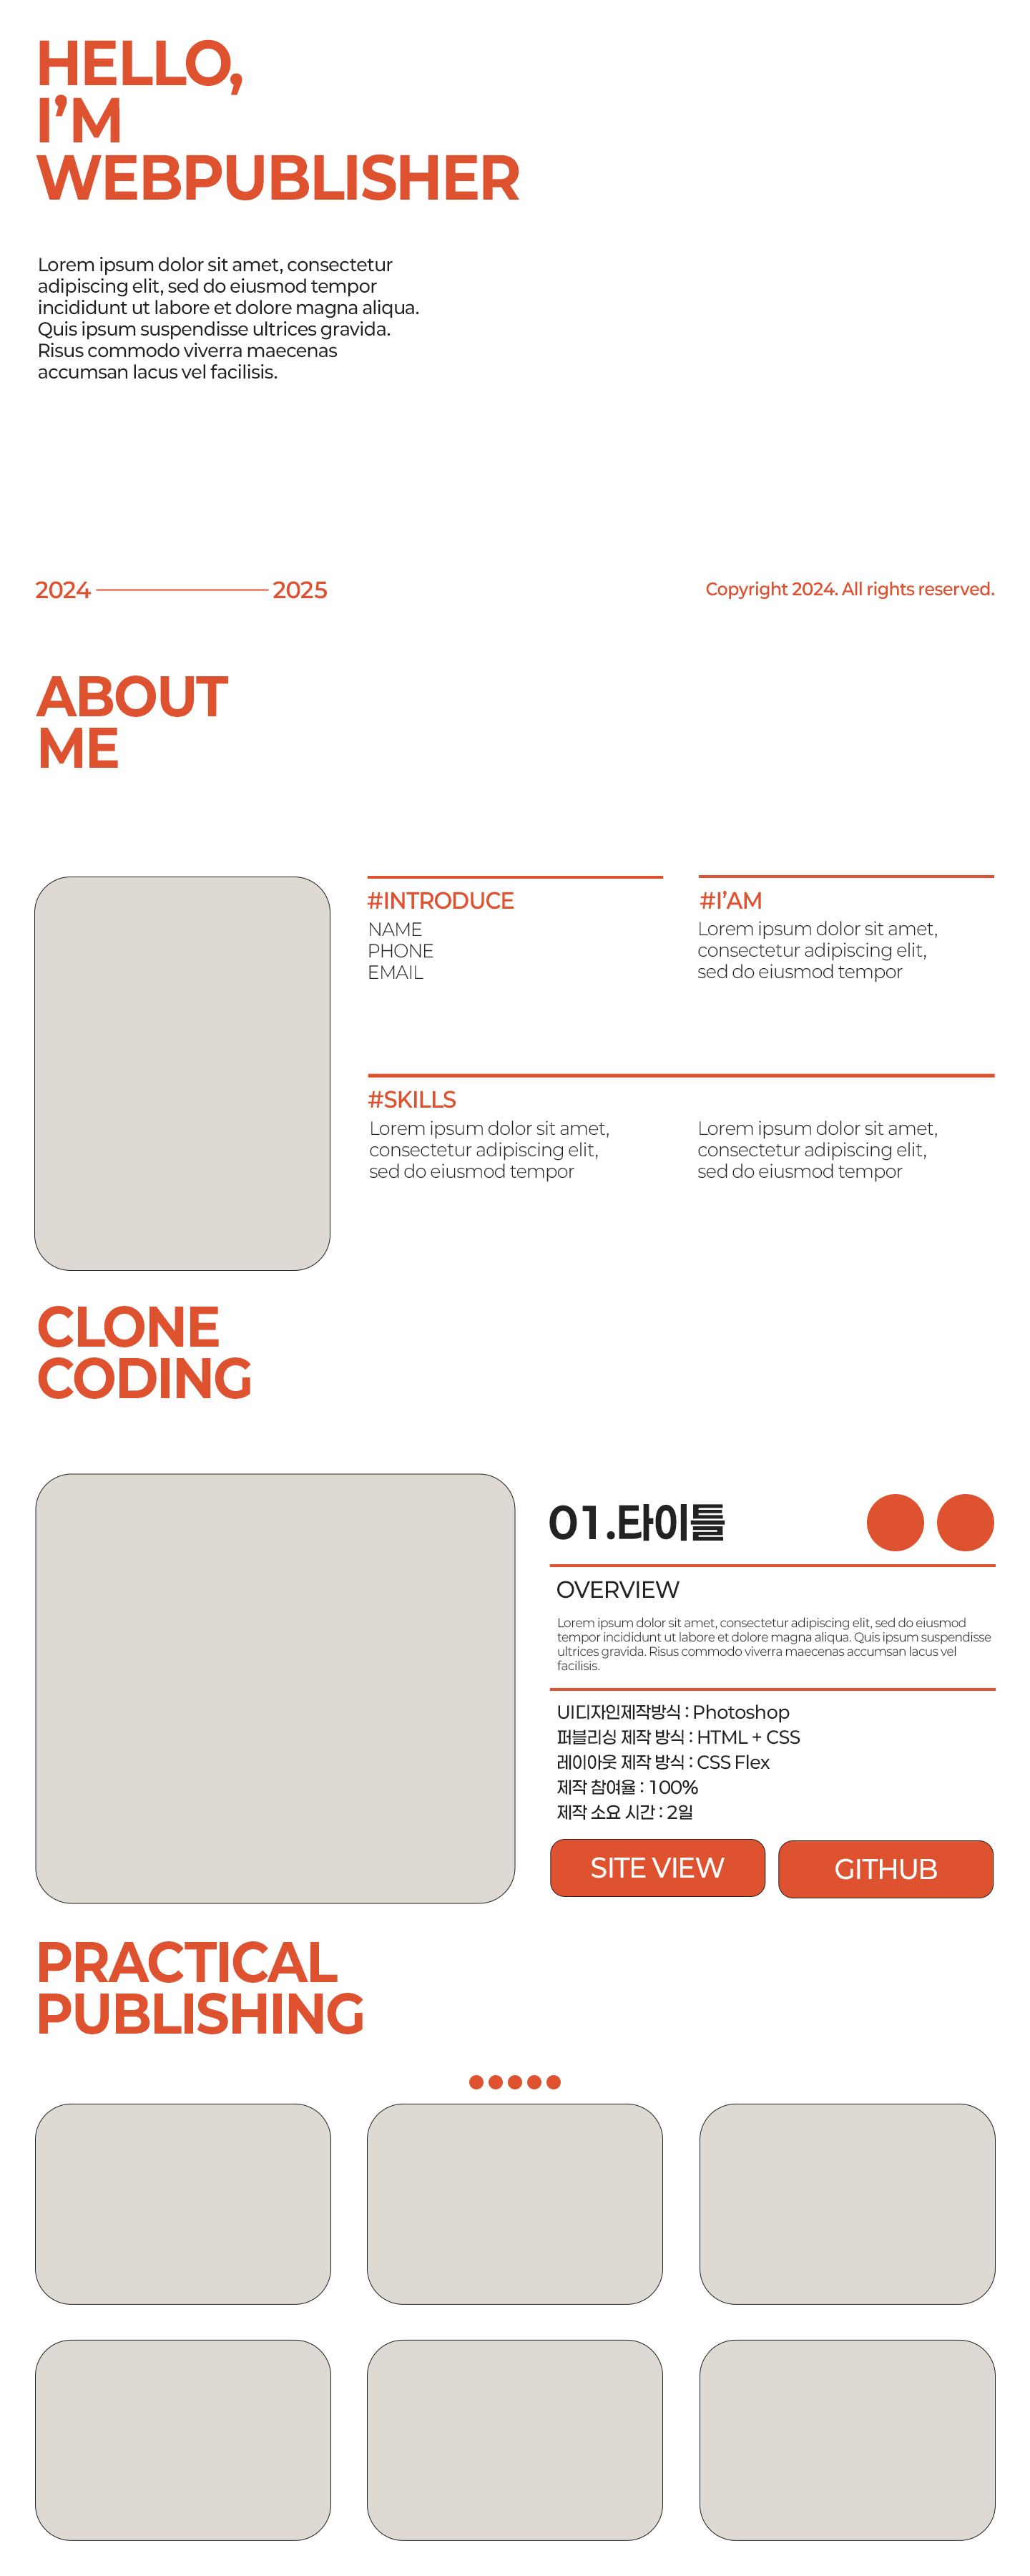 HELLO,
I’M
WEBPUBLISHER
Lorem ipsum dolor sit amet, consectetur
adipiscing elit, sed do eiusmod tempor
incididunt ut labore et dolore magna aliqua.
Quis ipsum suspendisse ultrices gravida.
Risus commodo viverra maecenas
accumsan lacus vel facilisis.
2024 2025
Copyright 2024. All rights reserved.
ABOUT
ME
#INTRODUCE
NAME
PHONE
EMAIL
#I’AM
Lorem ipsum dolor sit amet,
consectetur adipiscing elit,
sed do eiusmod tempor
#SKILLS
Lorem ipsum dolor sit amet,
consectetur adipiscing elit,
sed do eiusmod tempor
Lorem ipsum dolor sit amet,
consectetur adipiscing elit,
sed do eiusmod tempor
CLONE
CODING
01.타이틀
OVERVIEW
Lorem ipsum dolor sit amet, consectetur adipiscing elit, sed do eiusmod
tempor incididunt ut labore et dolore magna aliqua. Quis ipsum suspendisse
ultrices gravida. Risus commodo viverra maecenas accumsan lacus vel
facilisis.
UI디자인제작방식 : Photoshop
퍼블리싱 제작 방식 : HTML + CSS
레이아웃 제작 방식 : CSS Flex
제작 참여율 : 100%
제작 소요 시간 : 2일
SITE VIEW
GITHUB
PRACTICAL
PUBLISHING